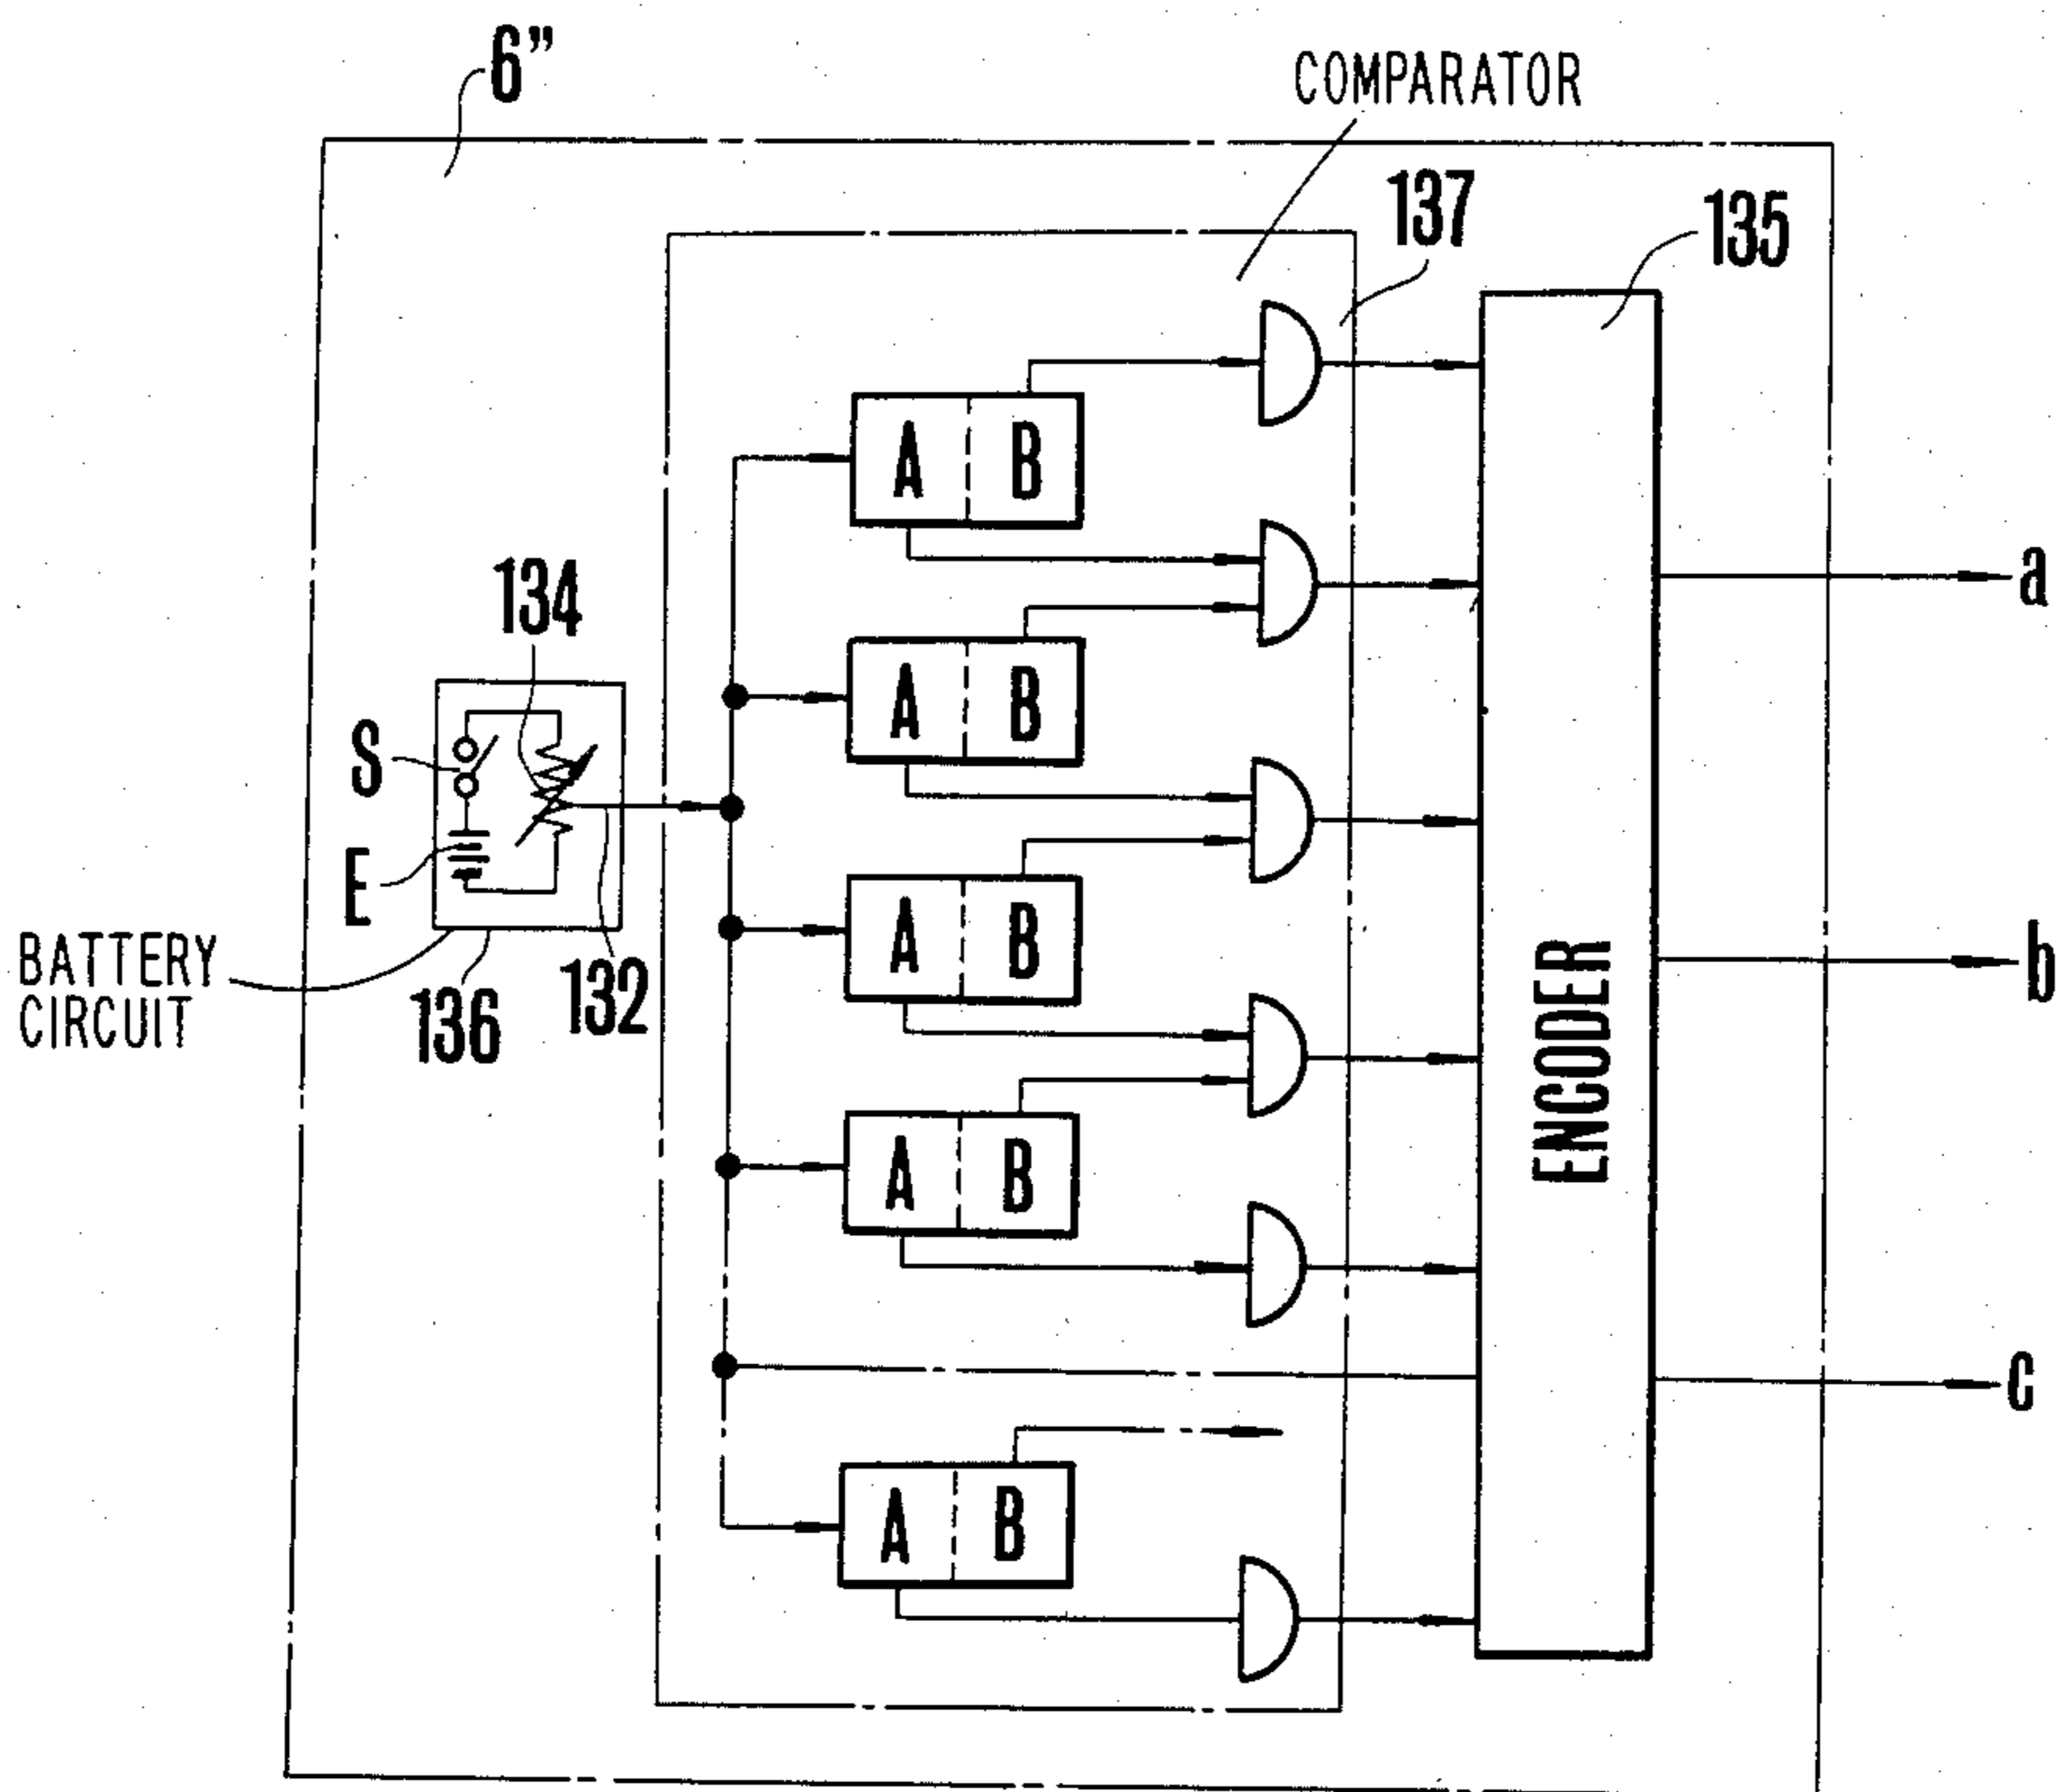 6”
COMPARATOR
137
135
A B
134
a
A B
S
E
A B
b
BATTERY
CIRCUIT
136
132
ENCODER
A B
c
A B